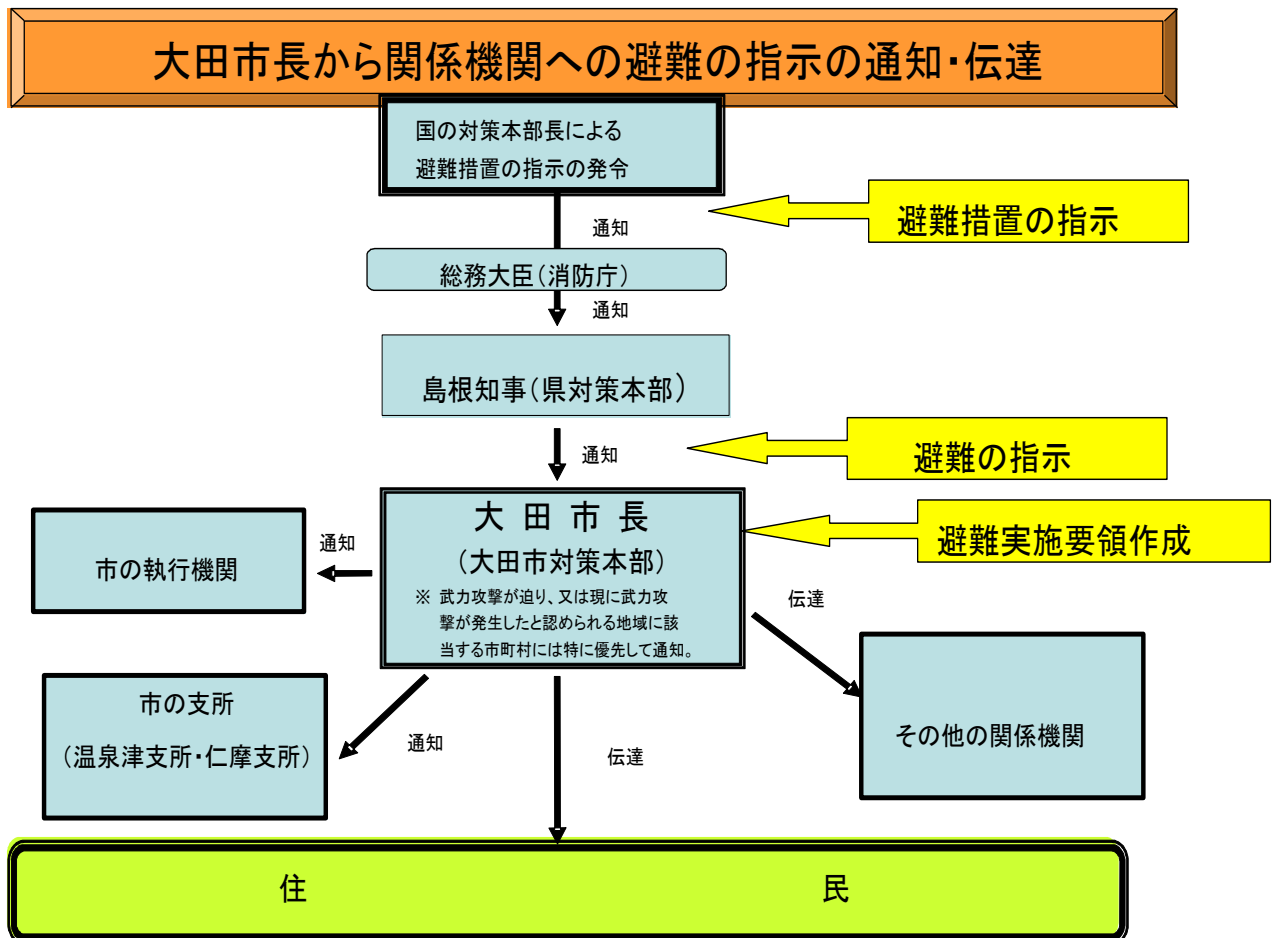 大田市長から関係機関への避難の指示の通知・伝達
国の対策本部長による
避難措置の指示の発令
通知
避難措置の指示
総務大臣(消防庁)
通知
島根知事(県対策本部)
通知
避難の指示
大 田 市 長
(大田市対策本部)
※ 武力攻撃が迫り、又は現に武力攻
撃が発生したと認められる地域に該
当する市町村には特に優先して通知。
避難実施要領作成
通知
市の執行機関
伝達
市の支所
(温泉津支所・仁摩支所)
通知
伝達
その他の関係機関
住 民